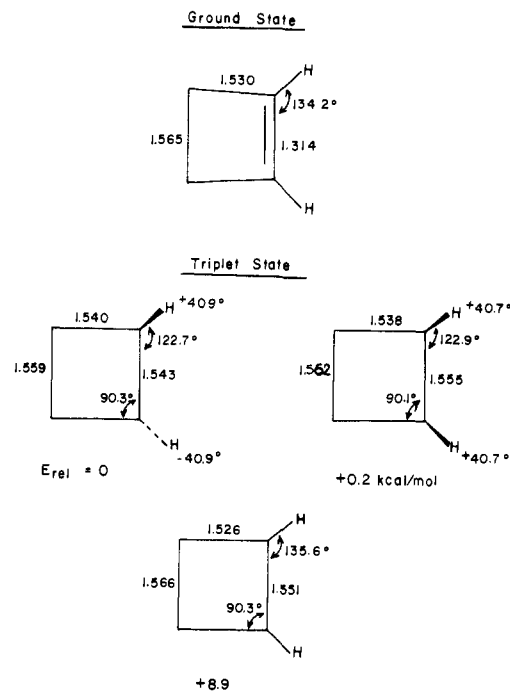 Ground State
H
1.530
134.2°
1.565
1.314
H
Triplet State
H +40.9°
1.540
122.7°
1.559
1.543
90.3°
H
-40.9°
E rel = 0
H +40.7°
1.538
122.9°
1.562
1.555
90.1°
H +40.7°
+0.2 kcal/mol
H
1.526
135.6°
1.566
90.3°
H
+8.9